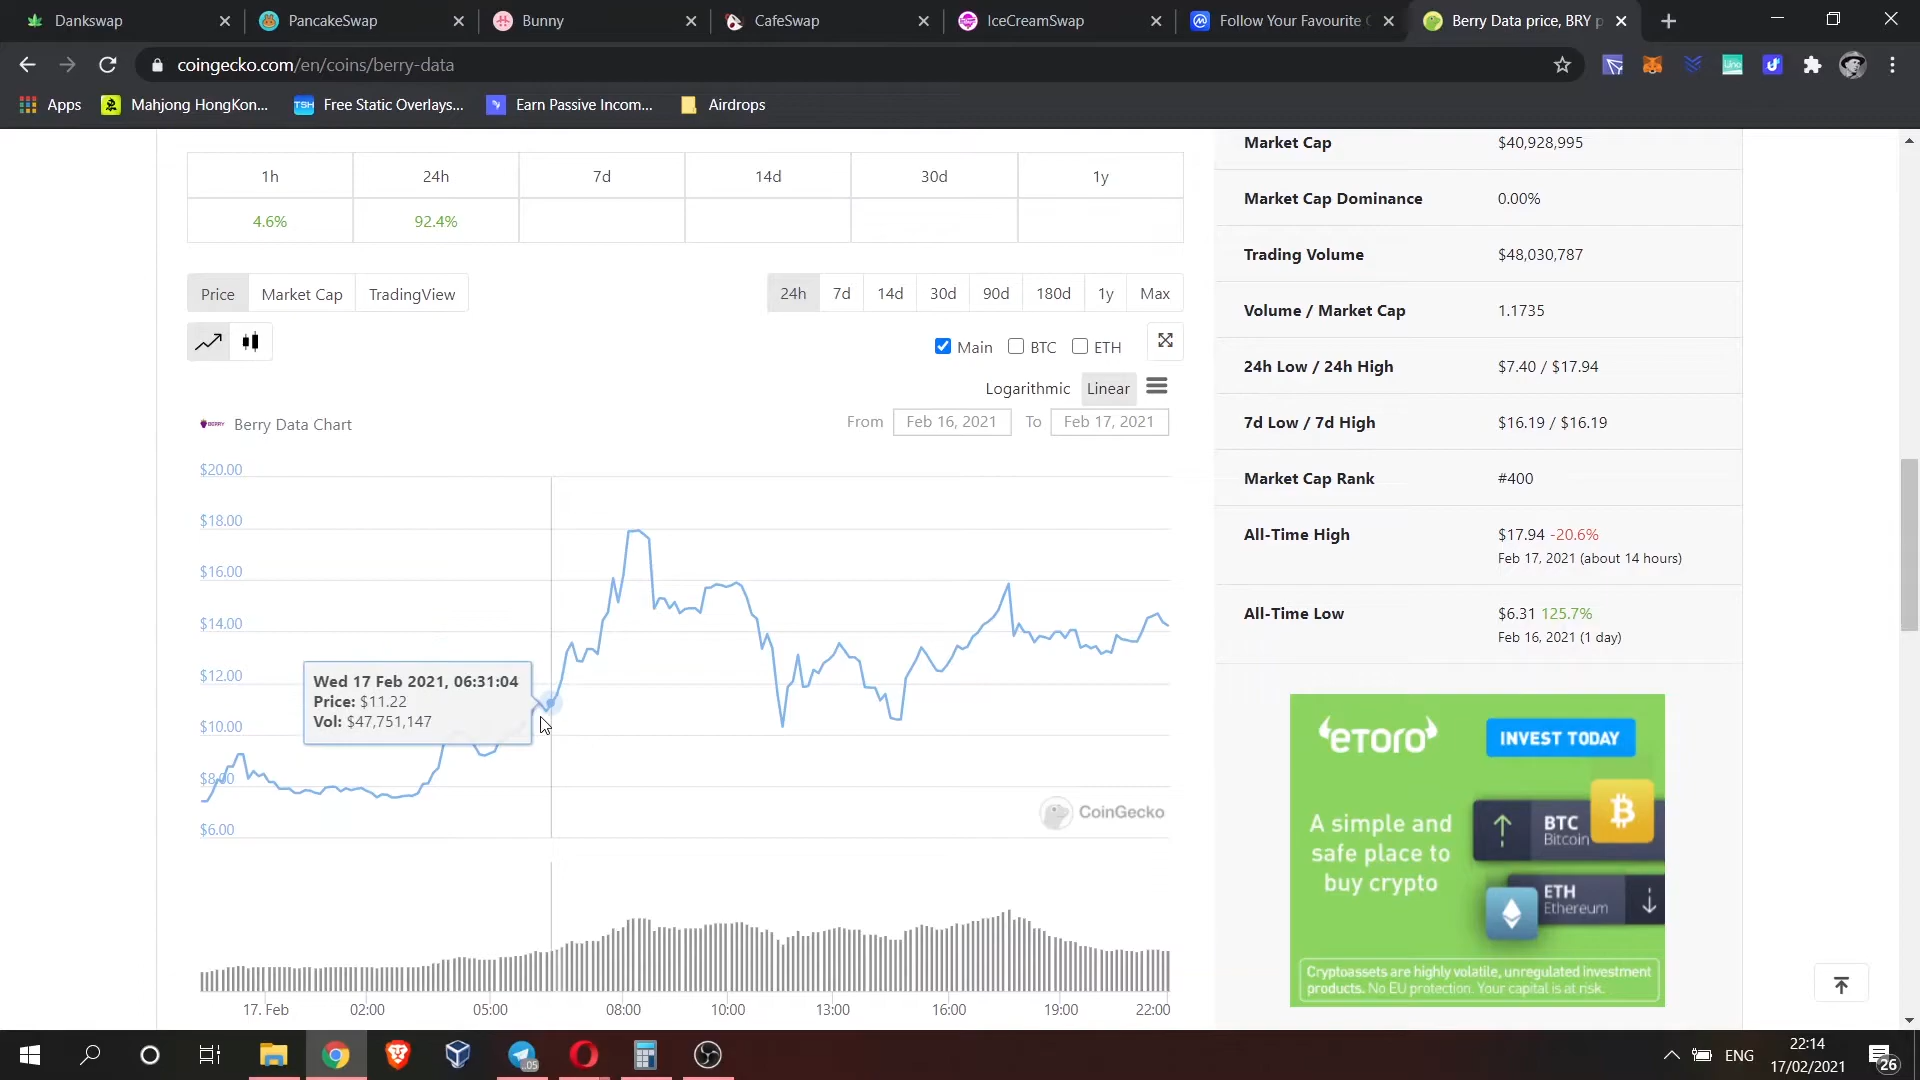 Dankswap
PancakeSwap
Bunny
CafeSwap
IceCreamSwap
Follow Your Favourite
Berry Data price, BRY p
coingecko.com/en/coins/berry-data
Apps
Mahjong HongKon...
Free Static Overlays...
Earn Passive Incom...
Airdrops
1h 24h 7d 14d 30d 1y
4.6% 92.4%
Price Market Cap TradingView
24h 7d 14d 30d 90d 180d 1y Max
Main BTC ETH
Logarithmic Linear
BERRY Berry Data Chart
From Feb 16, 2021 To Feb 17, 2021
$20.00
$18.00
$16.00
$14.00
$12.00
$10.00
$8.00
$6.00
Wed 17 Feb 2021, 06:31:04
Price: $11.22
Vol: $47,751,147
CoinGecko
17. Feb 02:00 05:00 08:00 10:00 13:00 16:00 19:00 22:00
Market Cap $40,928,995
Market Cap Dominance 0.00%
Trading Volume $48,030,787
Volume / Market Cap 1.1735
24h Low / 24h High $7.40 / $17.94
7d Low / 7d High $16.19 / $16.19
Market Cap Rank #400
All-Time High $17.94 -20.6%
Feb 17, 2021 (about 14 hours)
All-Time Low $6.31 125.7%
Feb 16, 2021 (1 day)
eToro
INVEST TODAY
A simple and
safe place to
buy crypto
BTC
Bitcoin
ETH
Ethereum
Cryptoassets are highly volatile, unregulated investment
products. No EU protection. Your capital is at risk.
.05
ENG
22:14
17/02/2021
26